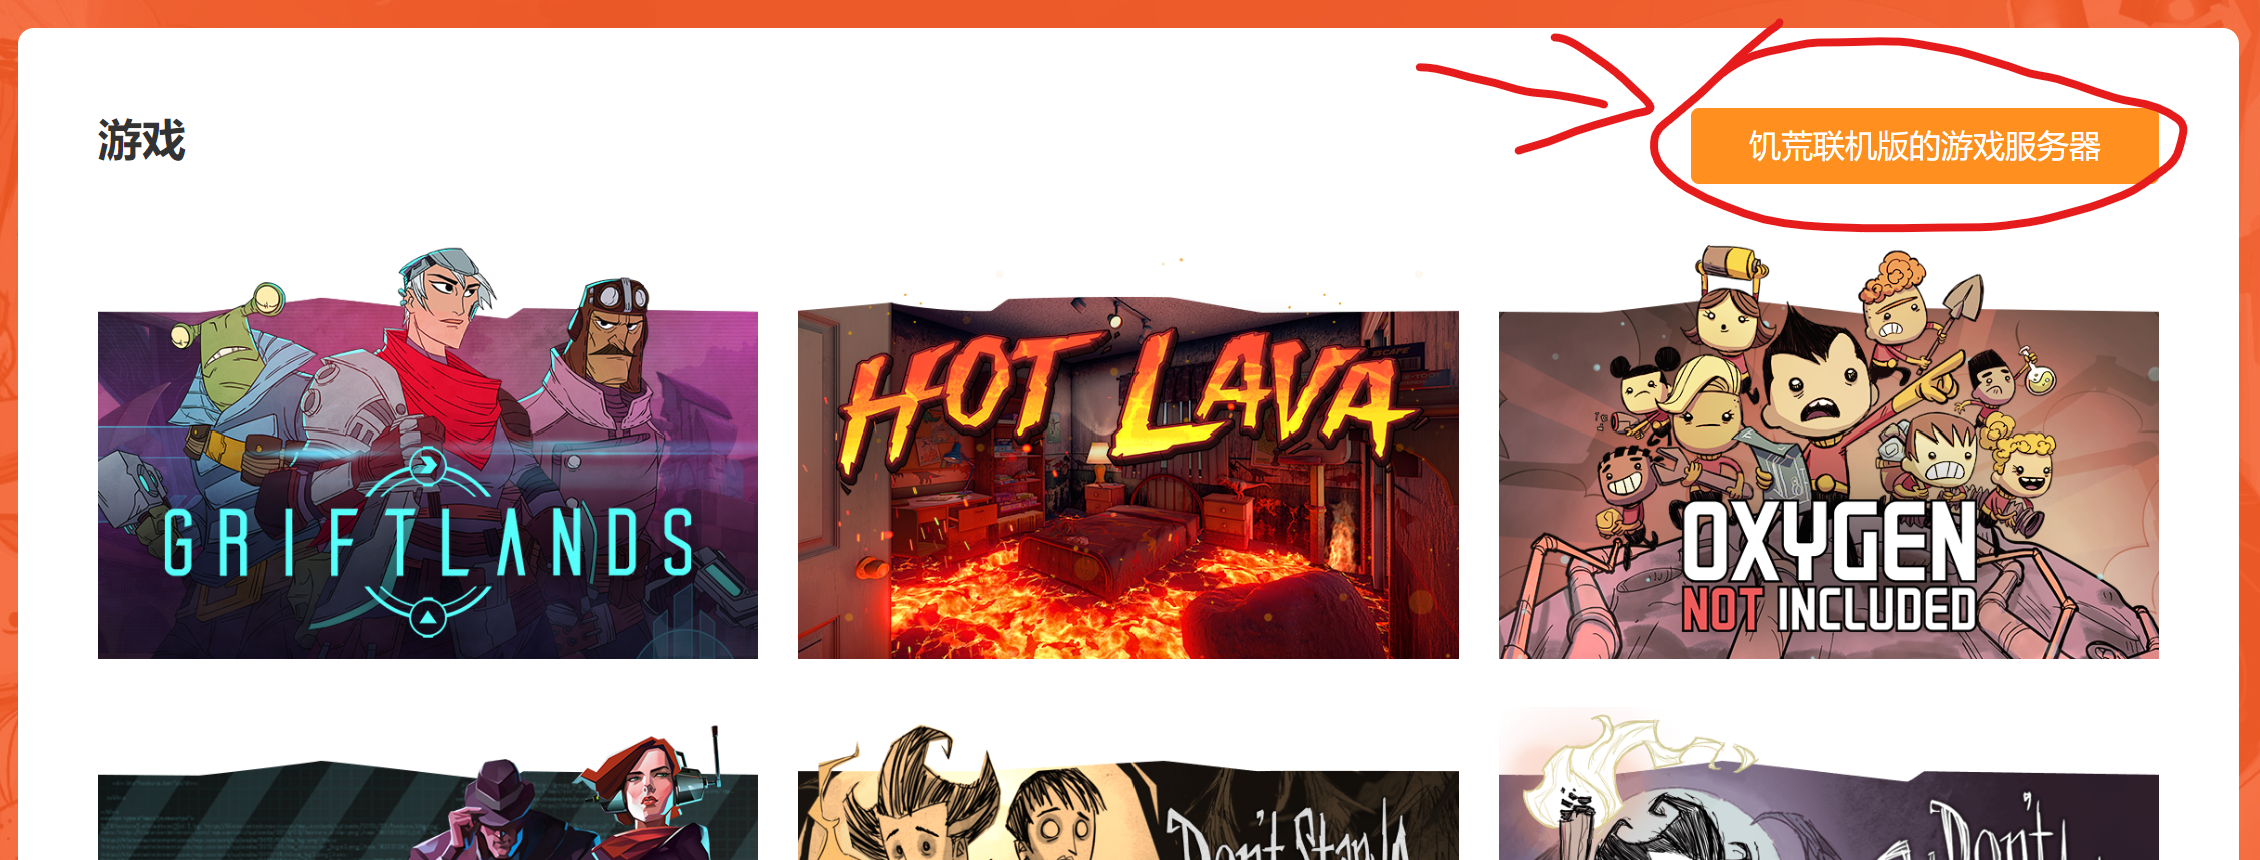 游戏
饥荒联机版的游戏服务器
GRIFTLANDS
HOT LAVA
OXYGEN
NOT INCLUDED
Don't Starve
Don't